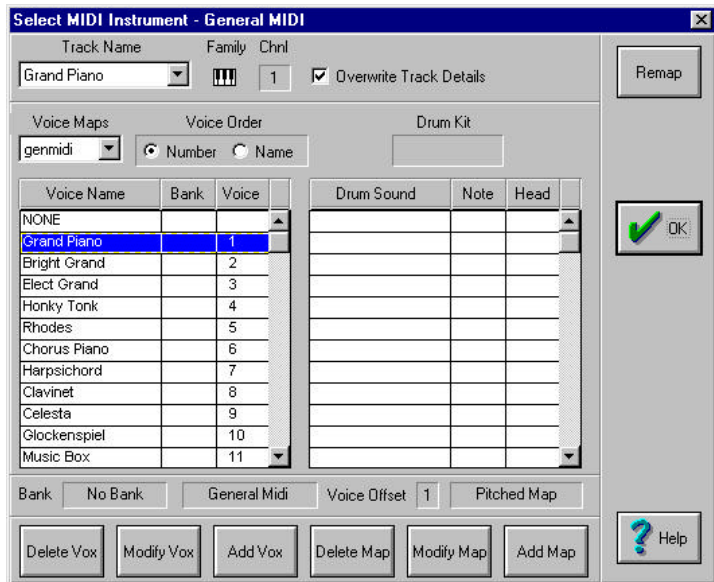 Select MIDI Instrument - General MIDI
Track Name Family Chnl
Grand Piano 1 Overwrite Track Details
Remap
Voice Maps Voice Order Drum Kit
genmidi Number Name
Voice Name Bank Voice Drum Sound Note Head
NONE
Grand Piano 1
Bright Grand 2
Elect Grand 3
Honky Tonk 4
Rhodes 5
Chorus Piano 6
Harpsichord 7
Clavinet 8
Celesta 9
Glockenspiel 10
Music Box 11
OK
Bank No Bank General Midi Voice Offset 1 Pitched Map
Delete Vox Modify Vox Add Vox Delete Map Modify Map Add Map
? Help